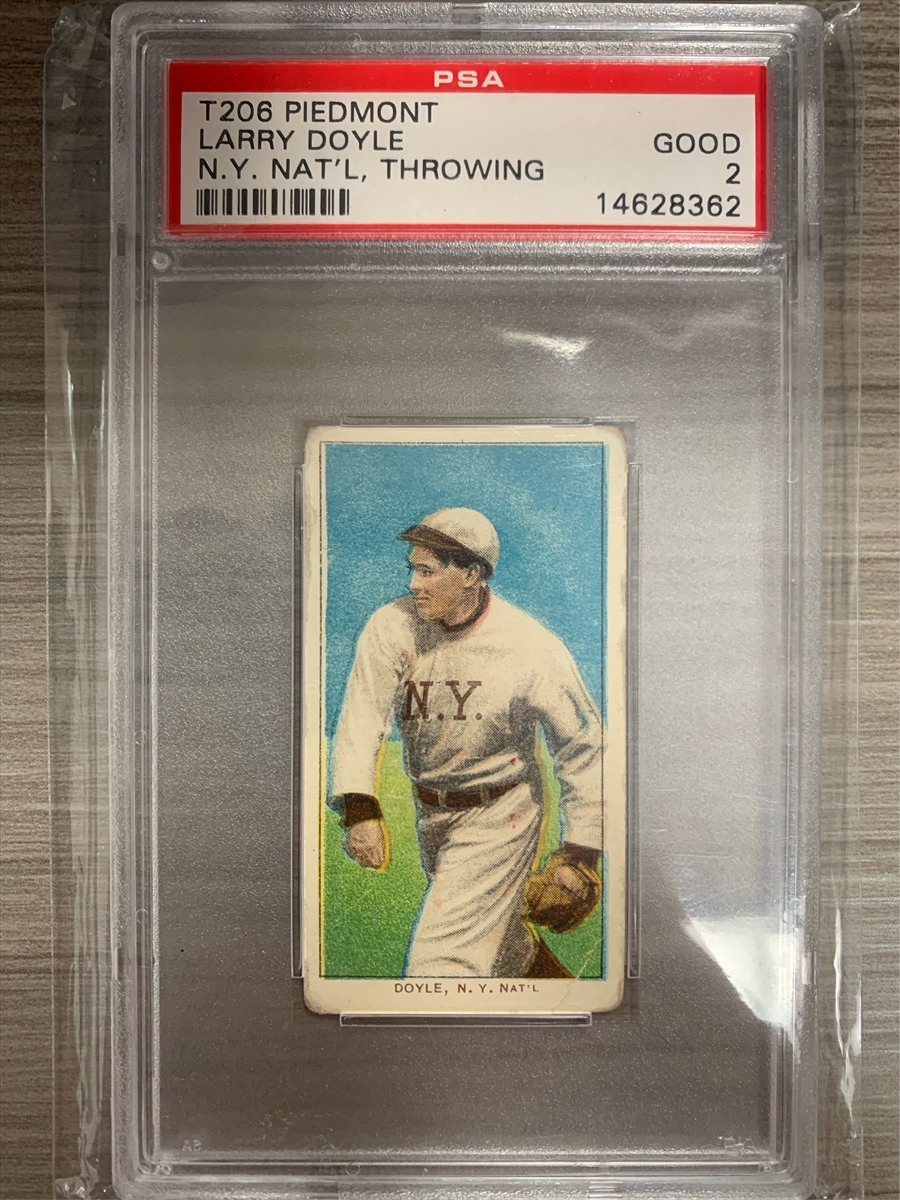 PSA
T206 PIEDMONT
LARRY DOYLE GOOD
N.Y. NAT'L, THROWING 2
14628362
N.Y.
DOYLE, N. Y. NAT'L